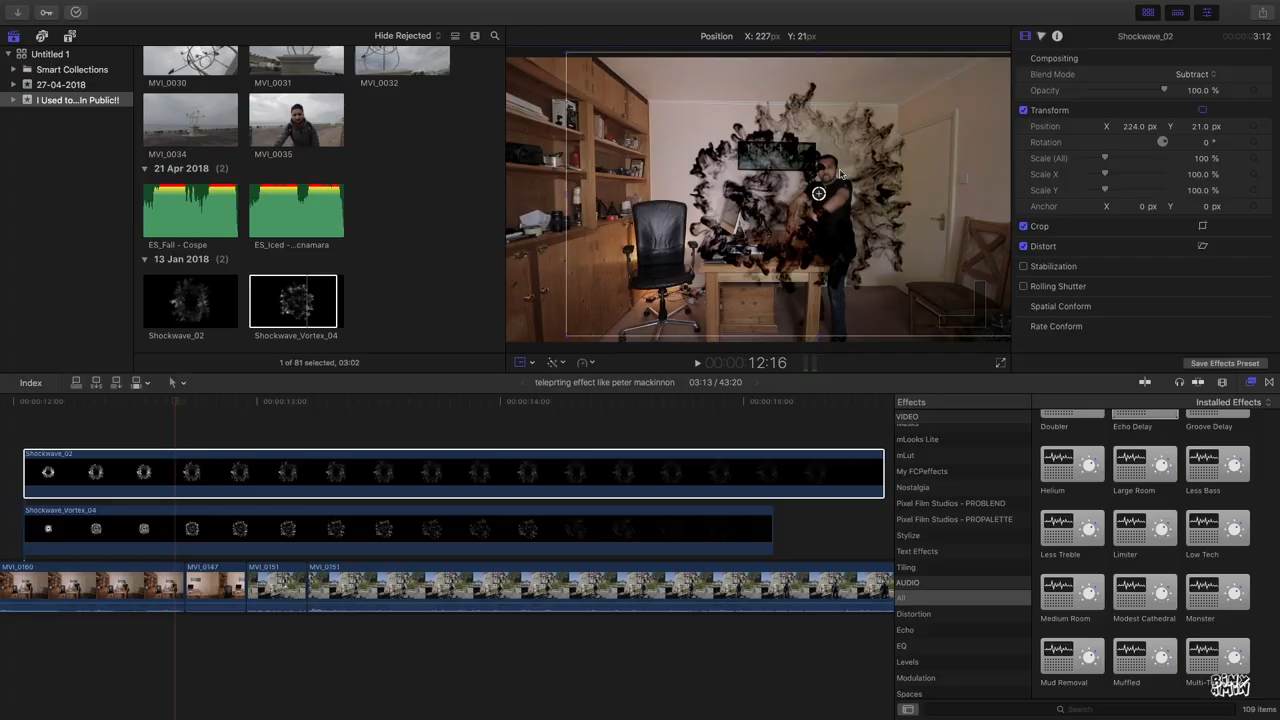 Hide Rejected
Position X: 227px Y: 21px
Shockwave_02
3:12
Untitled 1
Smart Collections
27-04-2018
I Used to...In Public!!
MVI_0030
MVI_0031
MVI_0032
MVI_0034
MVI_0035
21 Apr 2018 (2)
ES_Fall - Cospe
ES_Iced -...cnamara
13 Jan 2018 (2)
Shockwave_02
Shockwave_Vortex_04
1 of 81 selected, 03:02
00:00:12:16
Compositing
Blend Mode Subtract
Opacity 100.0 %
Transform
Position X 224.0 px Y 21.0 px
Rotation 0 °
Scale (All) 100 %
Scale X 100.0 %
Scale Y 100.0 %
Anchor X 0 px Y 0 px
Crop
Distort
Stabilization
Rolling Shutter
Spatial Conform
Rate Conform
Save Effects Preset
Index
teleprting effect like peter mackinnon 03:13 / 43:20
00:00:12:00
00:00:13:00
00:00:14:00
00:00:15:00
Shockwave_02
Shockwave_Vortex_04
MVI_0160
MVI_0147
MVI_0151
MVI_0151
Effects
Installed Effects
VIDEO
Masks
mLooks Lite
mLut
My FCPeffects
Nostalgia
Pixel Film Studios - PROBLEND
Pixel Film Studios - PROPALETTE
Stylize
Text Effects
Tiling
AUDIO
All
Distortion
Echo
EQ
Levels
Modulation
Spaces
Doubler
Echo Delay
Groove Delay
Helium
Large Room
Less Bass
Less Treble
Limiter
Low Tech
Medium Room
Modest Cathedral
Monster
Mud Removal
Muffled
Search
109 items